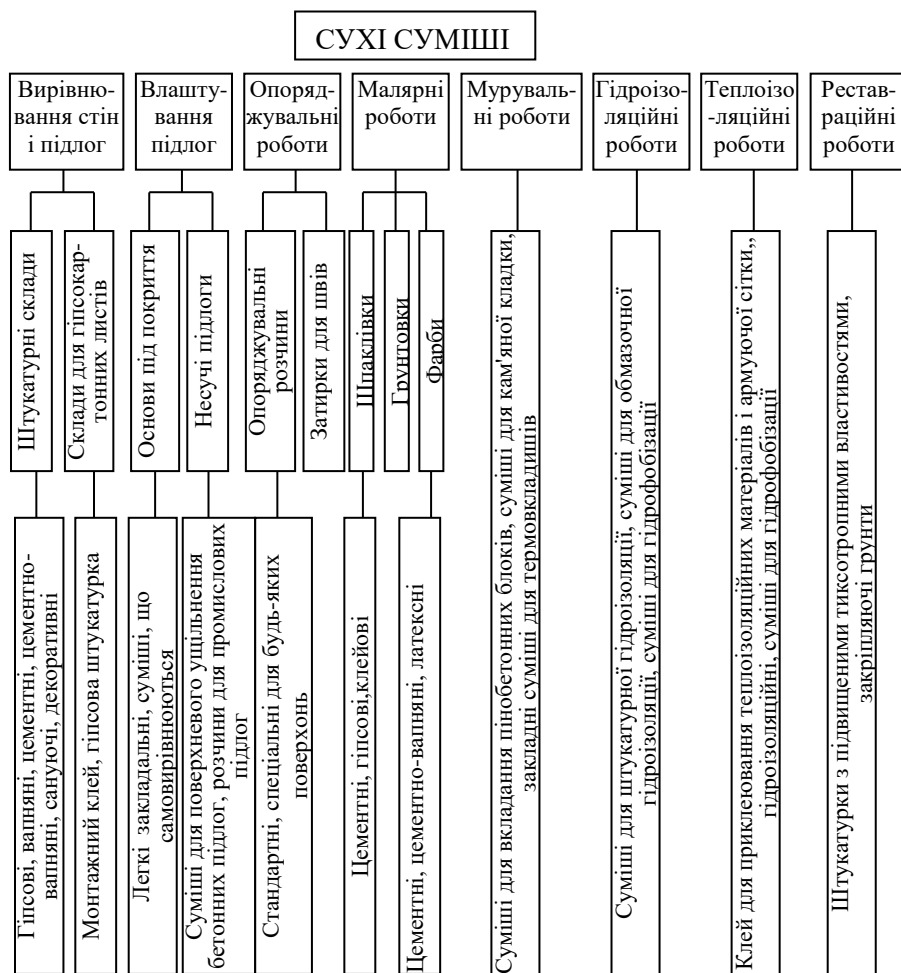 СУХІ СУМІШІ
Вирівню-
вання стін
і підлог
Влашту-
вання
підлог
Опоряд-
жувальні
роботи
Малярні
роботи
Муруваль-
ні роботи
Гідроізо-
ляційні
роботи
Теплоізо
-ляційні
роботи
Рестав-
раційні
роботи
Штукатурні склади
Склади для гіпсокар-
тонних листів
Основи під покриття
Несучі підлоги
Опоряджувальні
розчини
Затирки для швів
Шпаклівки
Грунтовки
Фарби
Суміші для вкладання пінобетонних блоків, суміші для кам'яної кладки,
закладні суміші для термовкладишів
Суміші для штукатурної гідроізоляції, суміші для обмазочної
гідроізоляції, суміші для гідрофобізації
Клей для приклеювання теплоізоляційних матеріалів і армуючої сітки,,
гідроізоляційні, суміші для гідрофобізації
Штукатурки з підвищеними тиксотропними властивостями,
закріпляючі грунти
Гіпсові, вапняні, цементні, цементно-
вапняні, сануючі, декоративні
Монтажний клей, гіпсова штукатурка
Легкі закладальні, суміші, що
самовирівнюються
Суміші для поверхневого ущільнення
бетонних підлог, розчини для промислових
підлог
Стандартні, спеціальні для будь-яких
поверхонь
Цементні, гіпсові,клейові
Цементні, цементно-вапняні, латексні